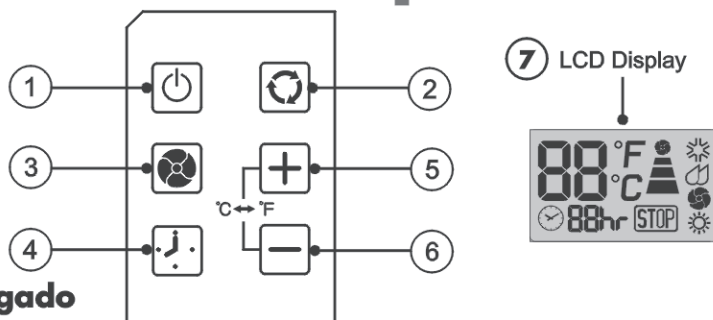 7 LCD Display
1
2
3
5
°C ↔ °F
4
6
88 °F
°C
88hr STOP
gado